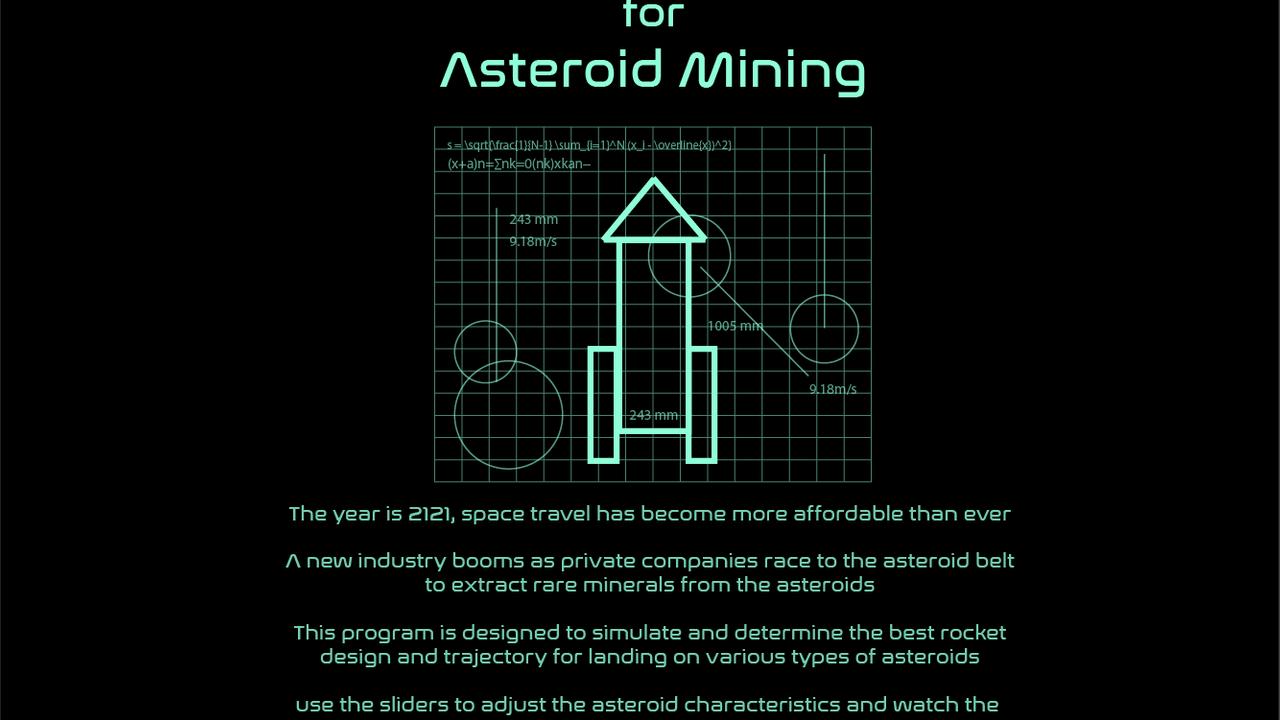 for
Asteroid Mining
s = \sqrt{\frac{1}{N-1} \sum_{i=1}^N (x_i - \overline{x})^2}
(x+a)n=∑nk=0(nk)xkan−
243 mm
9.18m/s
1005 mm
9.18m/s
243 mm
The year is 2121, space travel has become more affordable than ever
A new industry booms as private companies race to the asteroid belt
to extract rare minerals from the asteroids
This program is designed to simulate and determine the best rocket
design and trajectory for landing on various types of asteroids
use the sliders to adjust the asteroid characteristics and watch the